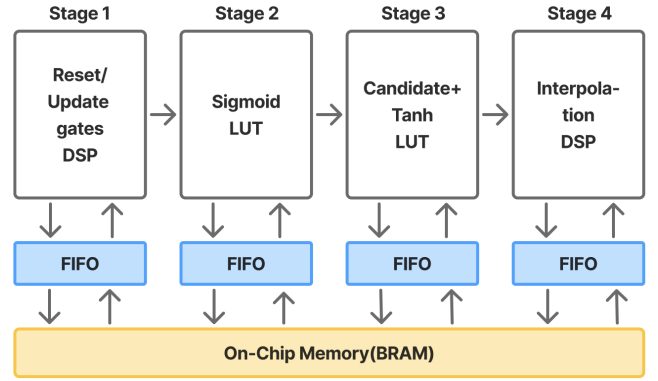 Stage 1
Stage 2
Stage 3
Stage 4
Reset/
Update
gates
DSP
Sigmoid
LUT
Candidate+
Tanh
LUT
Interpola-
tion
DSP
FIFO
FIFO
FIFO
FIFO
On-Chip Memory(BRAM)